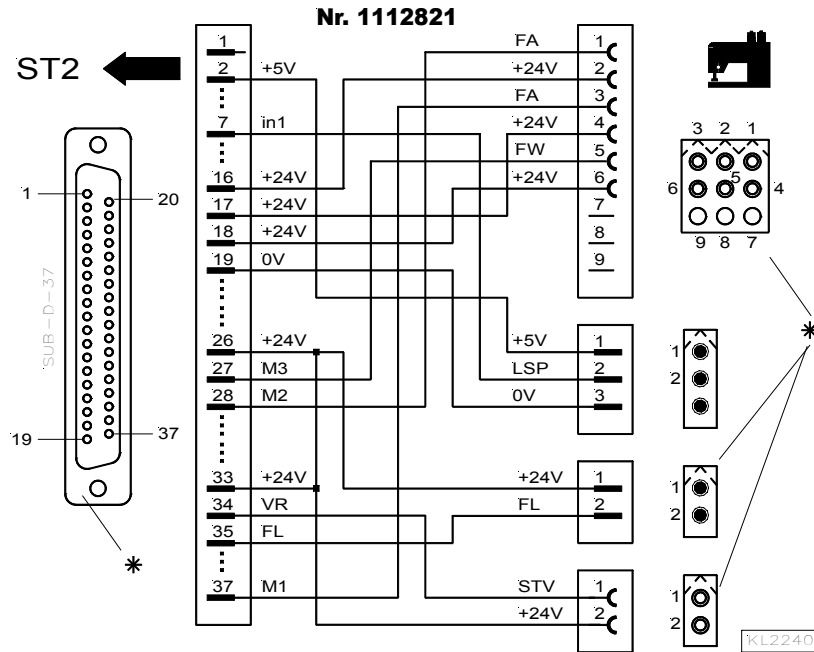 Nr. 1112821
ST2
1
2 +5V
7 in1
16 +24V
17 +24V
18 +24V
19 0V
26 +24V
27 M3
28 M2
33 +24V
34 VR
35 FL
37 M1
FA 1
+24V 2
FA 3
+24V 4
FW 5
+24V 6
7
8
9
+5V 1
LSP 2
0V 3
+24V 1
FL 2
STV 1
+24V 2
1 20
SUB-D-37
19 37
3 2 1
6 5 4
9 8 7
*
1
2
1
2
1
2
*
KL2240